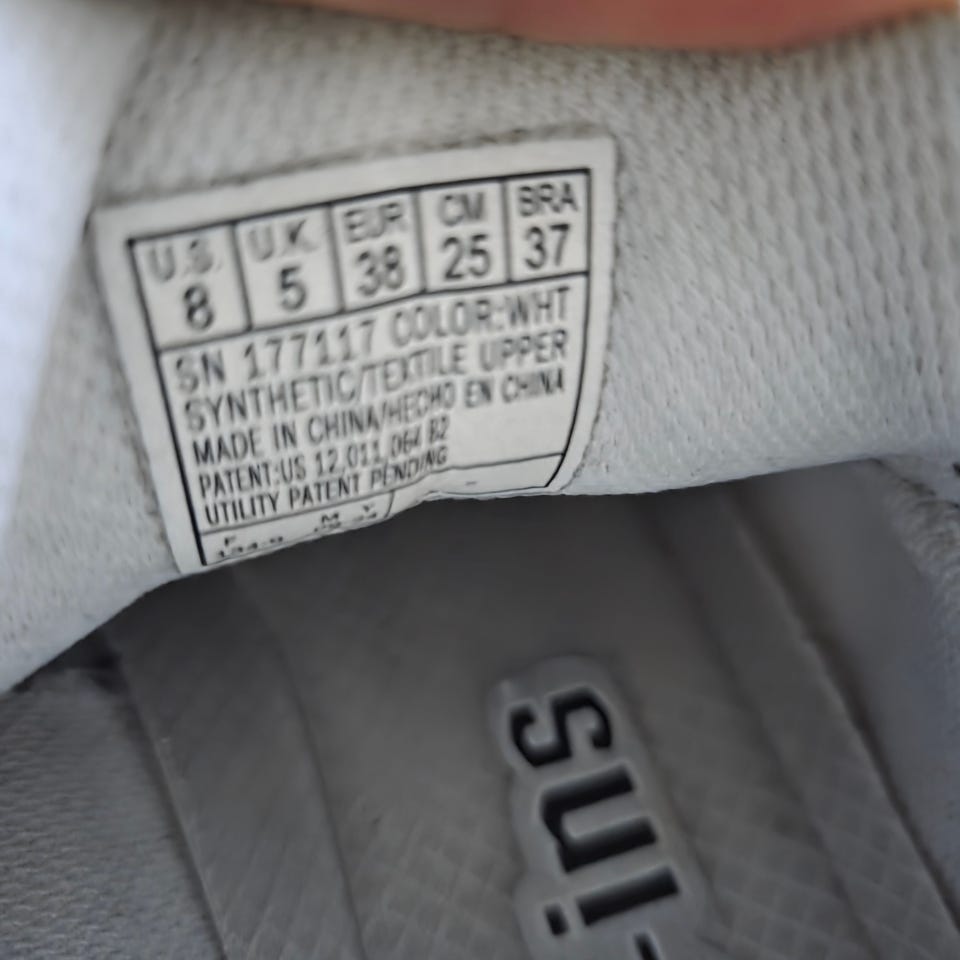 U.S. U.K. EUR CM BRA
8 5 38 25 37
SN 177117 COLOR:WHT
SYNTHETIC/TEXTILE UPPER
MADE IN CHINA/HECHO EN CHINA
PATENT:US 12,011,064 B2
UTILITY PATENT PENDING
F M Y
-ins